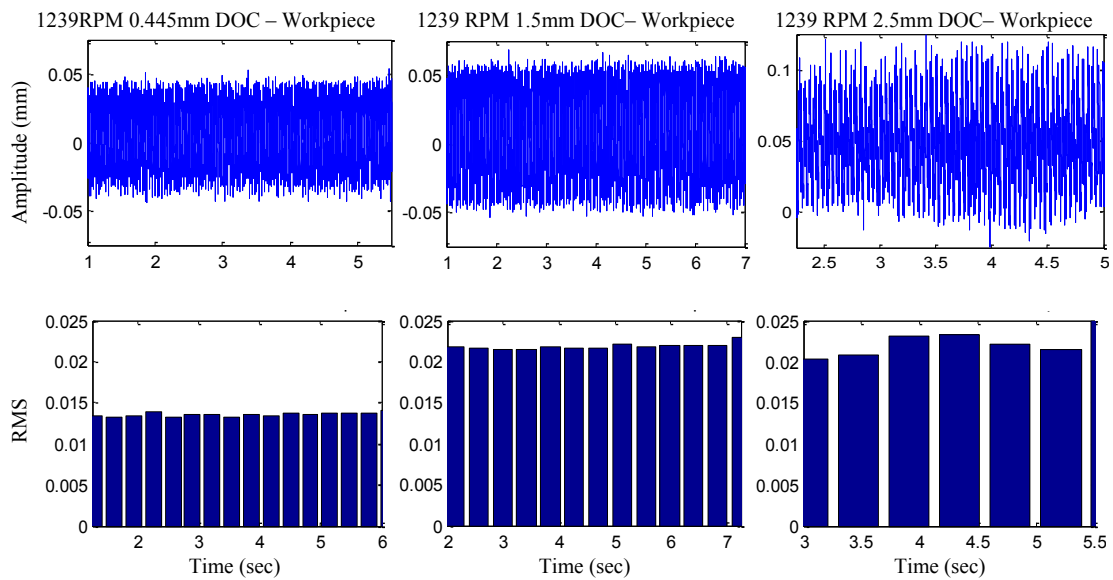 1239RPM 0.445mm DOC – Workpiece
1239 RPM 1.5mm DOC– Workpiece
1239 RPM 2.5mm DOC– Workpiece
Amplitude (mm)
0.05
0
-0.05
1 2 3 4 5
0.05
0
-0.05
1 2 3 4 5 6 7
0.1
0.05
0
2.5 3 3.5 4 4.5 5
RMS
0.025
0.02
0.015
0.01
0.005
0
2 3 4 5 6
Time (sec)
0.025
0.02
0.015
0.01
0.005
0
2 3 4 5 6 7
Time (sec)
0.025
0.02
0.015
0.01
0.005
0
3 3.5 4 4.5 5 5.5
Time (sec)